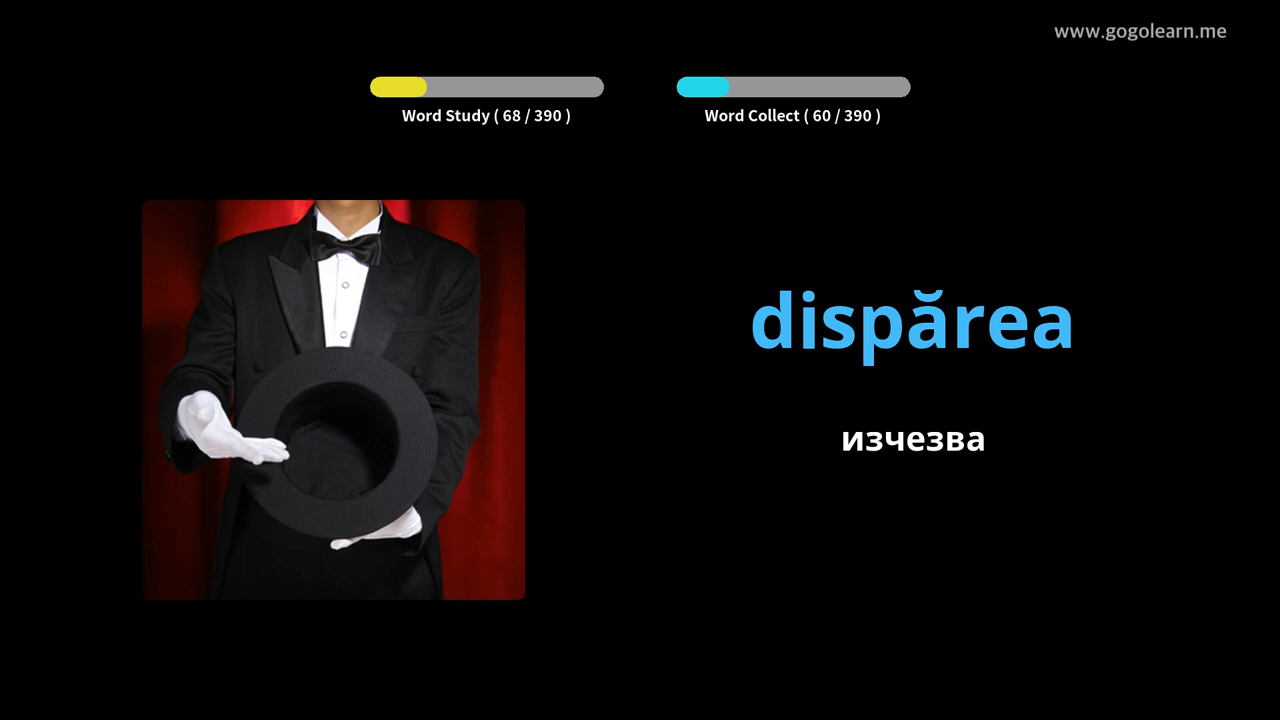 www.gogolearn.me
Word Study ( 68 / 390 )
Word Collect ( 60 / 390 )
dispărea
изчезва